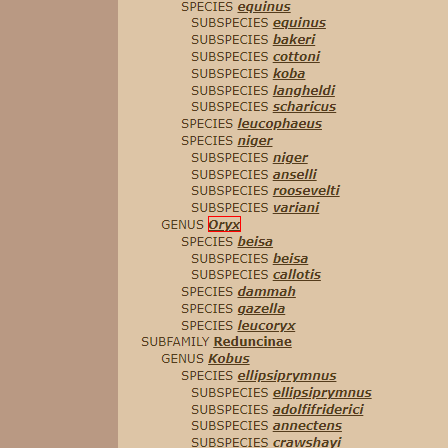 SPECIES equinus
SUBSPECIES equinus
SUBSPECIES bakeri
SUBSPECIES cottoni
SUBSPECIES koba
SUBSPECIES langheldi
SUBSPECIES scharicus
SPECIES leucophaeus
SPECIES niger
SUBSPECIES niger
SUBSPECIES anselli
SUBSPECIES roosevelti
SUBSPECIES variani
GENUS Oryx
SPECIES beisa
SUBSPECIES beisa
SUBSPECIES callotis
SPECIES dammah
SPECIES gazella
SPECIES leucoryx
SUBFAMILY Reduncinae
GENUS Kobus
SPECIES ellipsiprymnus
SUBSPECIES ellipsiprymnus
SUBSPECIES adolfifriderici
SUBSPECIES annectens
SUBSPECIES crawshayi